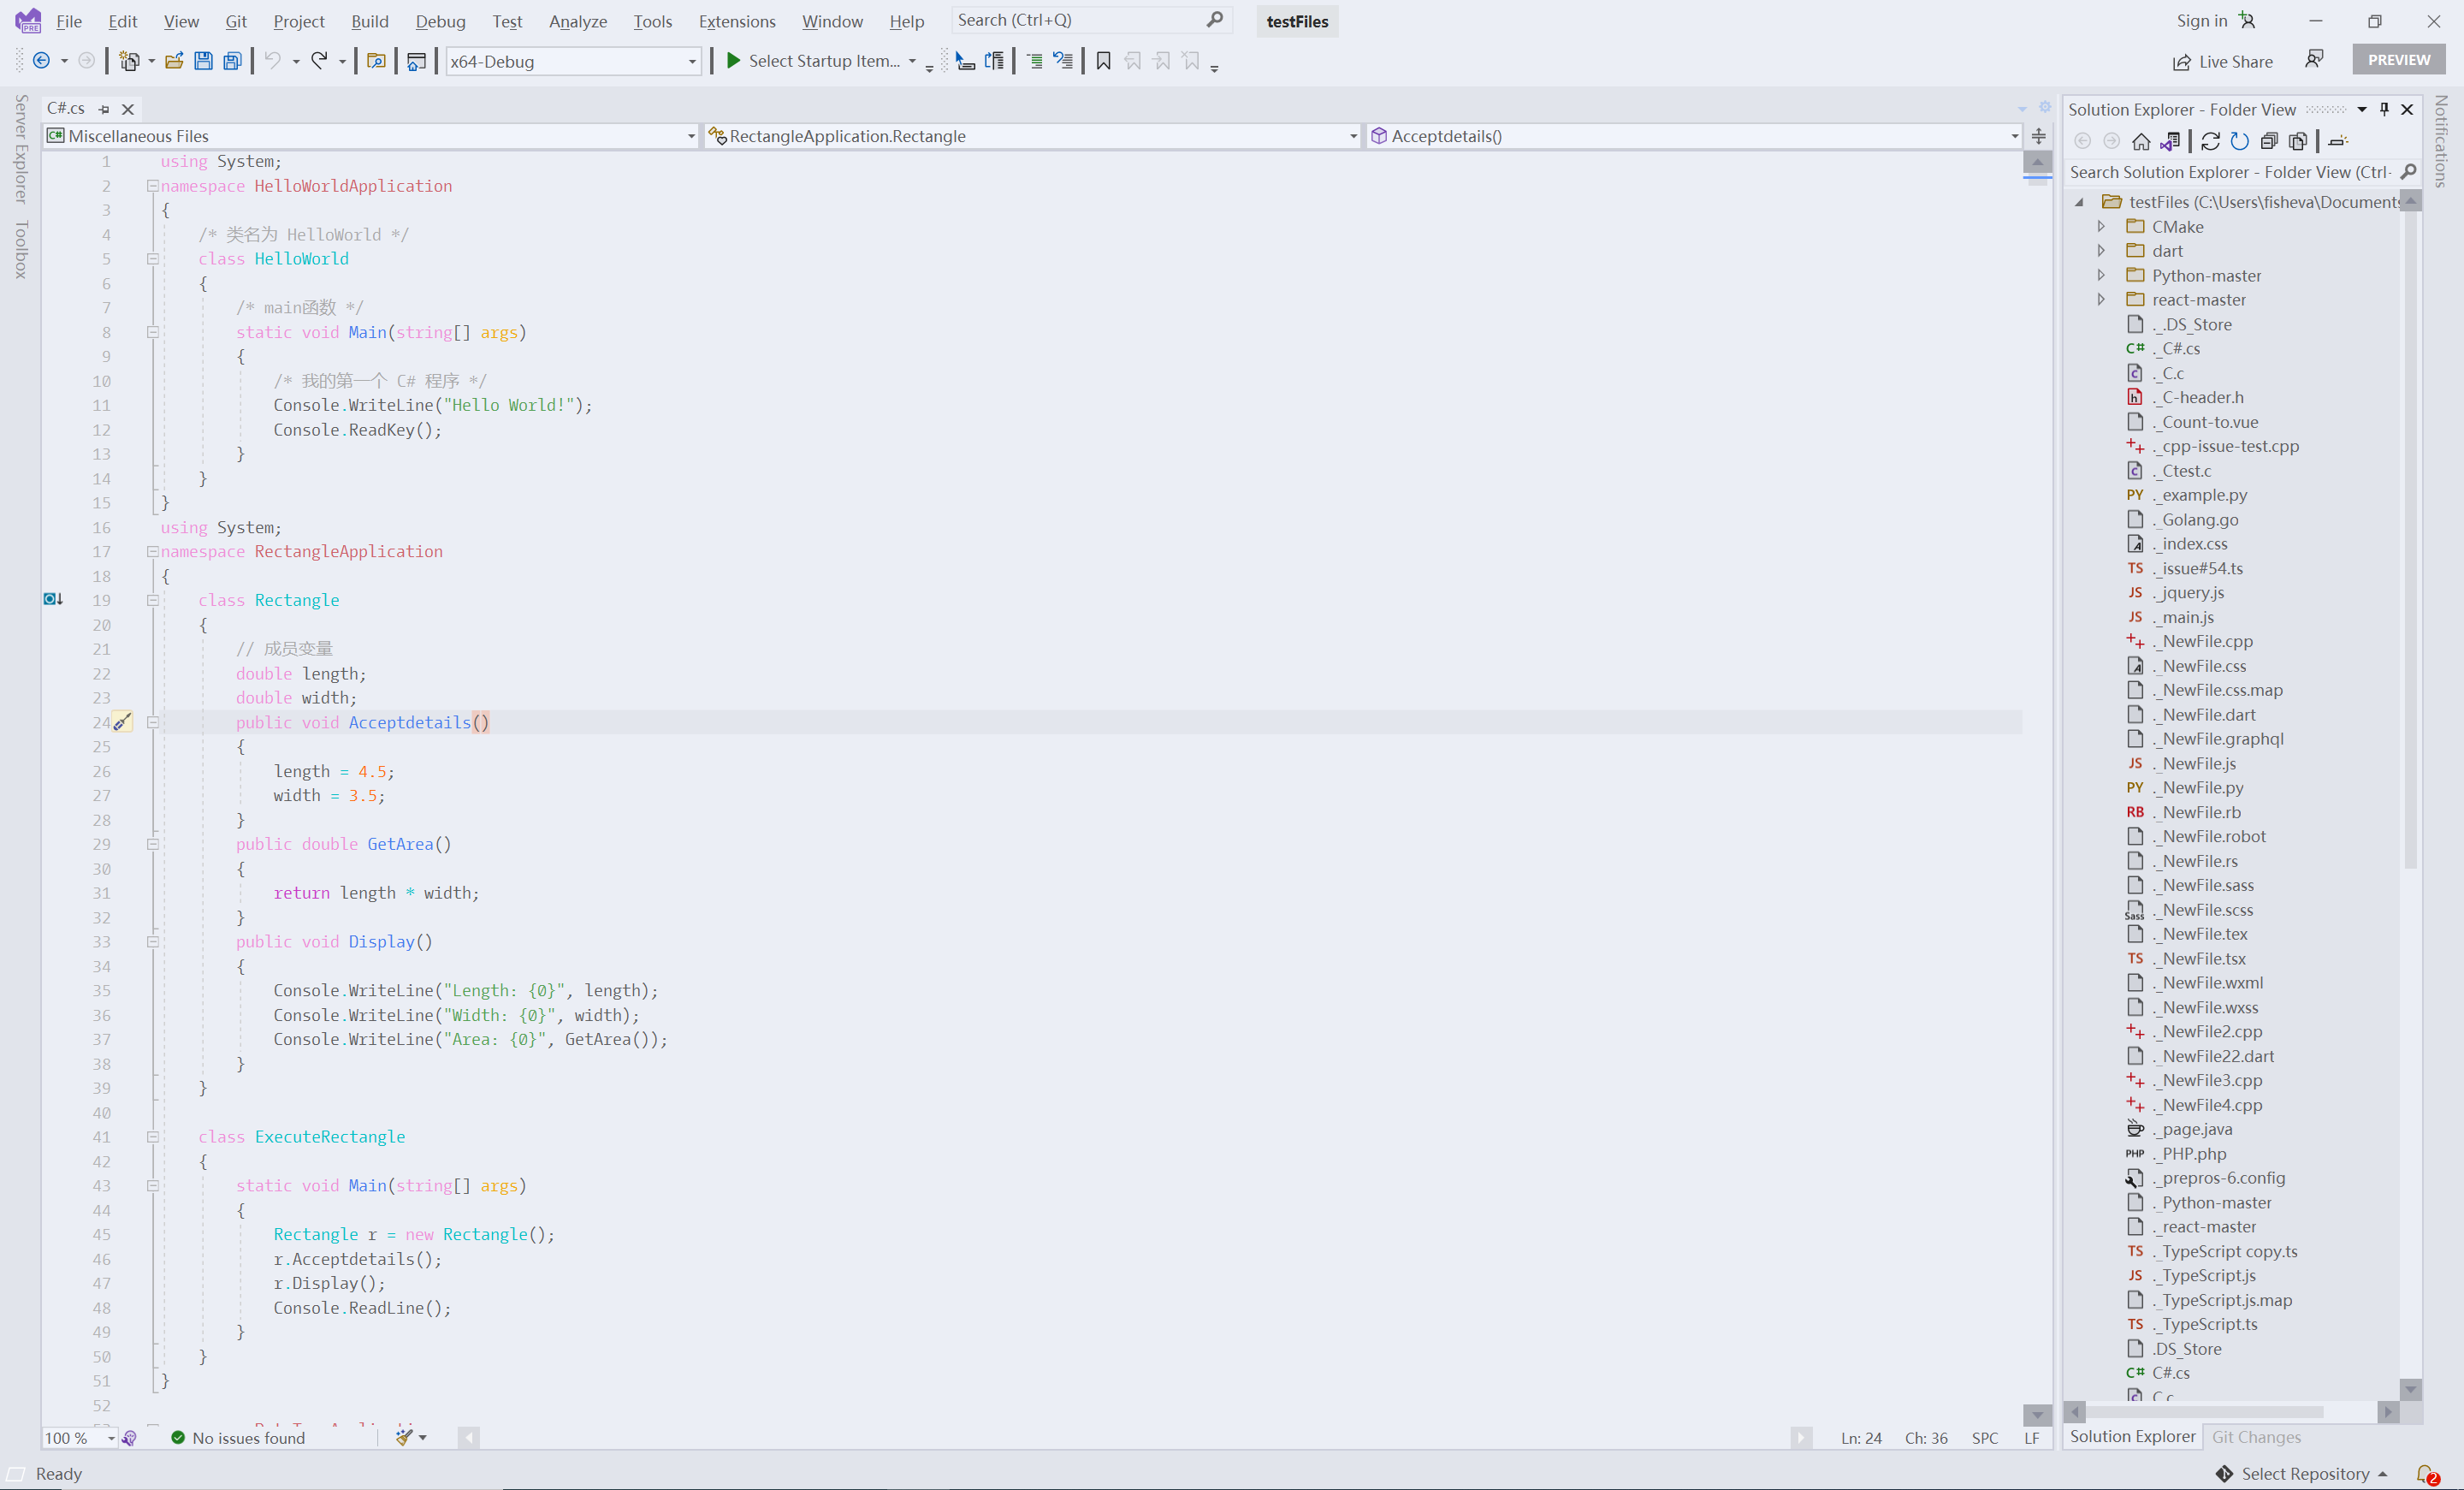 File Edit View Git Project Build Debug Test Analyze Tools Extensions Window Help Search (Ctrl+Q) testFiles Sign in
x64-Debug Select Startup Item... Live Share PREVIEW
Server Explorer
Toolbox
C#.cs
Miscellaneous Files RectangleApplication.Rectangle Acceptdetails()
1 using System;
2 namespace HelloWorldApplication
3 {
4 /* 类名为 HelloWorld */
5 class HelloWorld
6 {
7 /* main函数 */
8 static void Main(string[] args)
9 {
10 /* 我的第一个 C# 程序 */
11 Console.WriteLine("Hello World!");
12 Console.ReadKey();
13 }
14 }
15 }
16 using System;
17 namespace RectangleApplication
18 {
19 class Rectangle
20 {
21 // 成员变量
22 double length;
23 double width;
24 public void Acceptdetails()
25 {
26 length = 4.5;
27 width = 3.5;
28 }
29 public double GetArea()
30 {
31 return length * width;
32 }
33 public void Display()
34 {
35 Console.WriteLine("Length: {0}", length);
36 Console.WriteLine("Width: {0}", width);
37 Console.WriteLine("Area: {0}", GetArea());
38 }
39 }
40
41 class ExecuteRectangle
42 {
43 static void Main(string[] args)
44 {
45 Rectangle r = new Rectangle();
46 r.Acceptdetails();
47 r.Display();
48 Console.ReadLine();
49 }
50 }
51 }
52
100 % No issues found Ln: 24 Ch: 36 SPC LF
Solution Explorer - Folder View
Search Solution Explorer - Folder View (Ctrl-
testFiles (C:\Users\fisheva\Documents
CMake
dart
Python-master
react-master
._.DS_Store
C# ._C#.cs
._C.c
._C-header.h
._Count-to.vue
._cpp-issue-test.cpp
._Ctest.c
PY ._example.py
._Golang.go
._index.css
TS ._issue#54.ts
JS ._jquery.js
JS ._main.js
._NewFile.cpp
._NewFile.css
._NewFile.css.map
._NewFile.dart
._NewFile.graphql
JS ._NewFile.js
PY ._NewFile.py
RB ._NewFile.rb
._NewFile.robot
._NewFile.rs
._NewFile.sass
Sass ._NewFile.scss
._NewFile.tex
TS ._NewFile.tsx
._NewFile.wxml
._NewFile.wxss
._NewFile2.cpp
._NewFile22.dart
._NewFile3.cpp
._NewFile4.cpp
._page.java
PHP ._PHP.php
._prepros-6.config
._Python-master
._react-master
TS ._TypeScript copy.ts
JS ._TypeScript.js
._TypeScript.js.map
TS ._TypeScript.ts
.DS_Store
C# C#.cs
C.c
Solution Explorer Git Changes
Notifications
Ready Select Repository 2